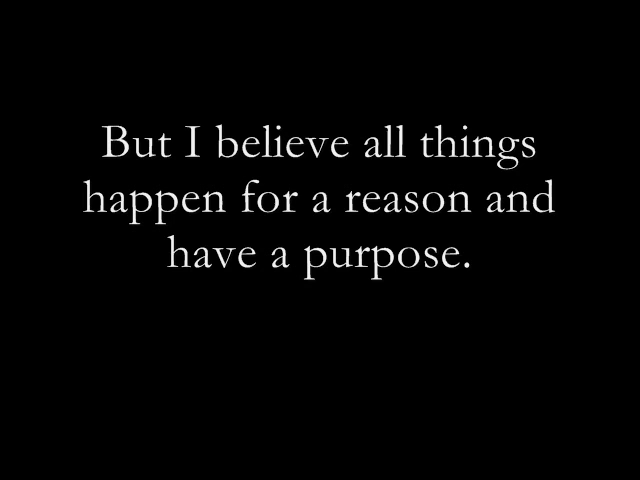 But I believe all things
happen for a reason and
have a purpose.